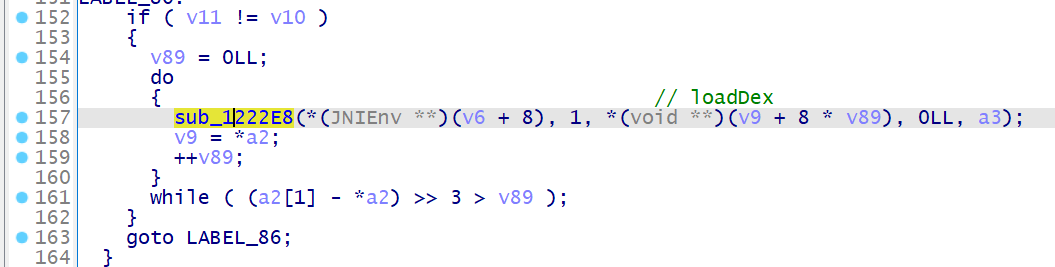 LABEL_80:
152 if ( v11 != v10 )
153 {
154 v89 = 0LL;
155 do
156 { // loadDex
157 sub_1222E8(*(JNIEnv **)(v6 + 8), 1, *(void **)(v9 + 8 * v89), 0LL, a3);
158 v9 = *a2;
159 ++v89;
160 }
161 while ( (a2[1] - *a2) >> 3 > v89 );
162 }
163 goto LABEL_86;
164 }